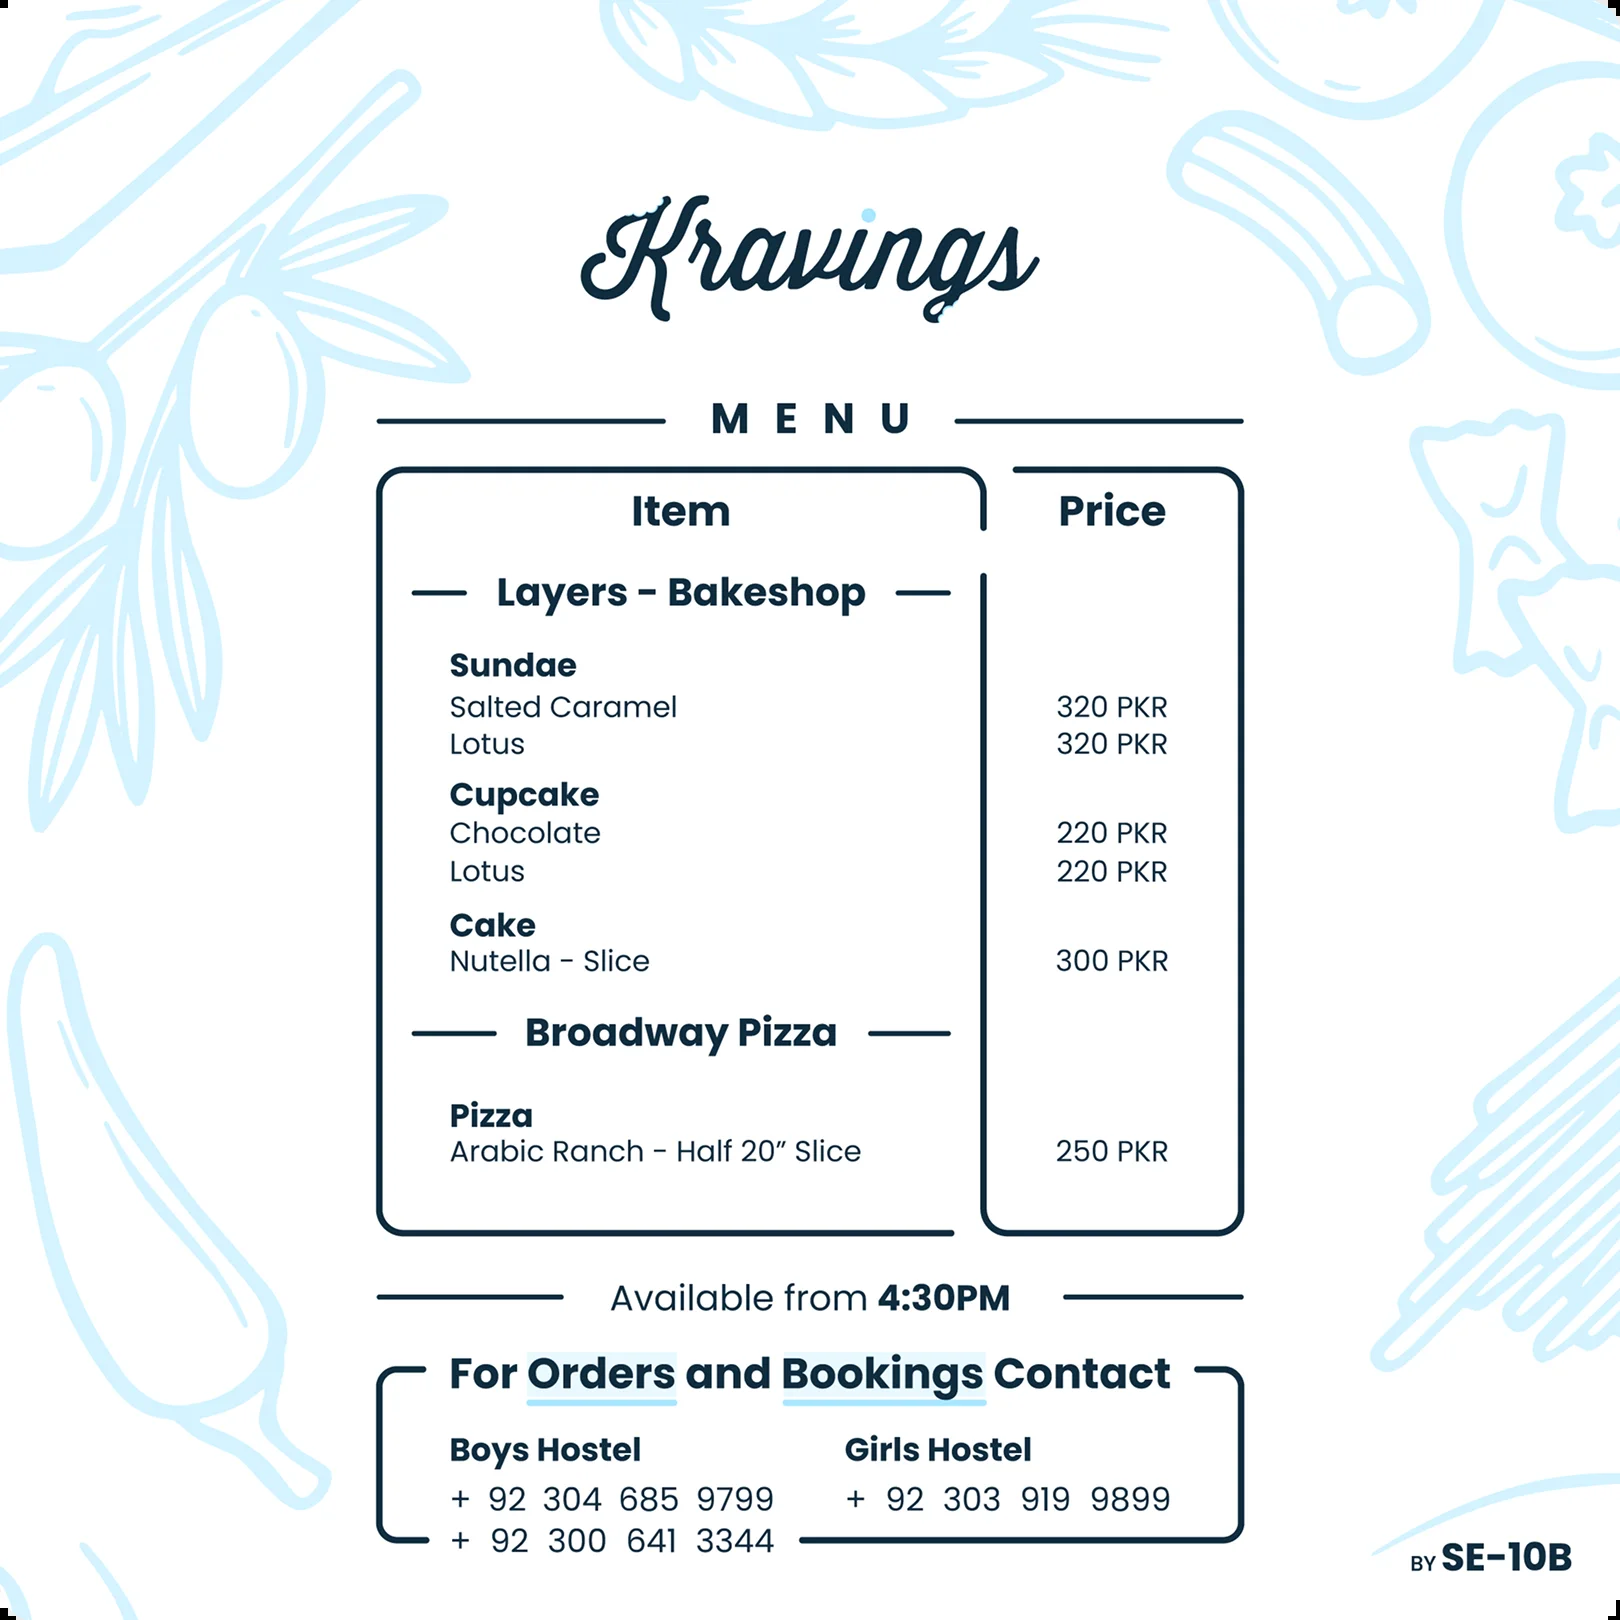 Kravings
MENU
Item Price
Layers - Bakeshop
Sundae
Salted Caramel 320 PKR
Lotus 320 PKR
Cupcake
Chocolate 220 PKR
Lotus 220 PKR
Cake
Nutella - Slice 300 PKR
Broadway Pizza
Pizza
Arabic Ranch - Half 20” Slice 250 PKR
Available from 4:30PM
For Orders and Bookings Contact
Boys Hostel Girls Hostel
+ 92 304 685 9799 + 92 303 919 9899
+ 92 300 641 3344
BY SE-10B